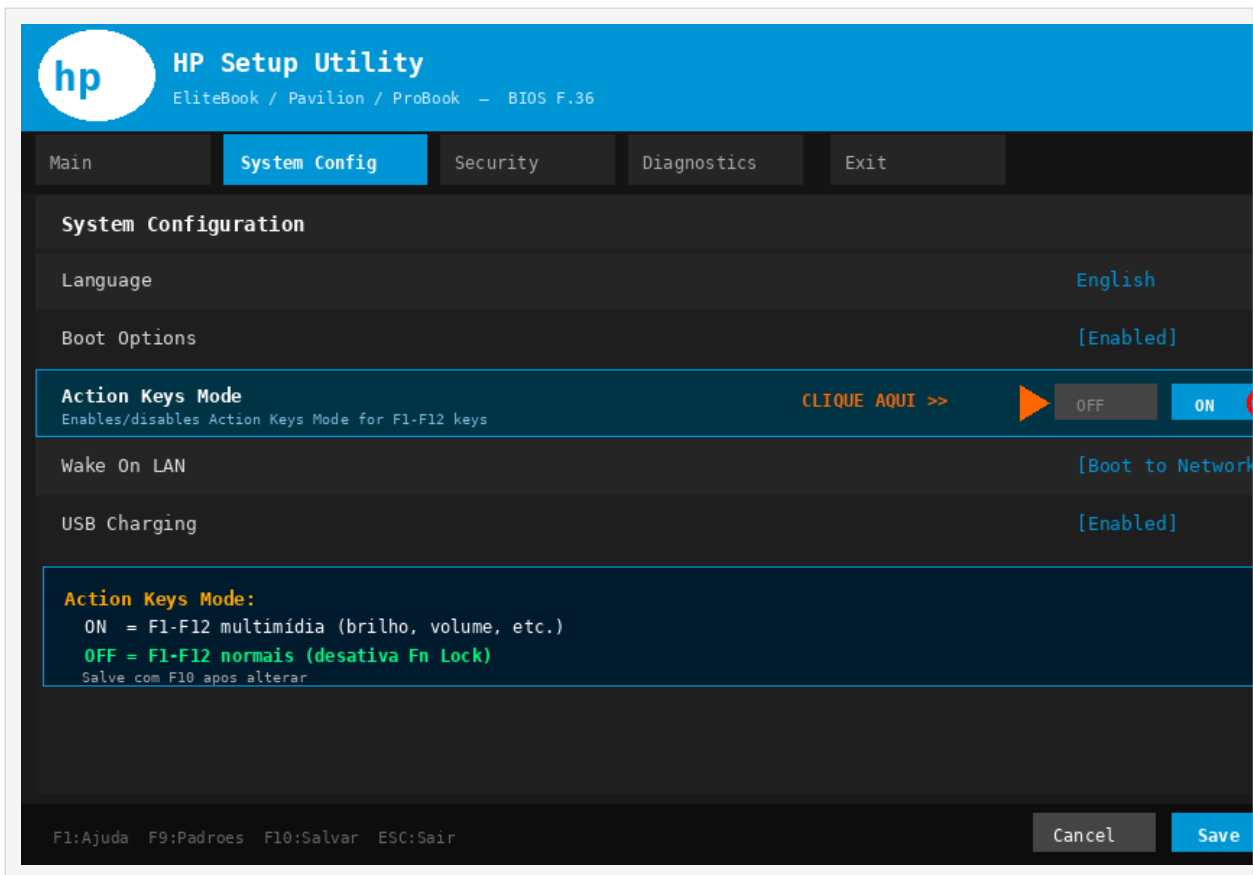 hp
HP Setup Utility
EliteBook / Pavilion / ProBook — BIOS F.36
Main System Config Security Diagnostics Exit
System Configuration
Language English
Boot Options [Enabled]
Action Keys Mode CLIQUE AQUI >> OFF ON
Enables/disables Action Keys Mode for F1-F12 keys
Wake On LAN [Boot to Network
USB Charging [Enabled]
Action Keys Mode:
ON = F1-F12 multimídia (brilho, volume, etc.)
OFF = F1-F12 normais (desativa Fn Lock)
Salve com F10 apos alterar
F1:Ajuda F9:Padroes F10:Salvar ESC:Sair Cancel Save